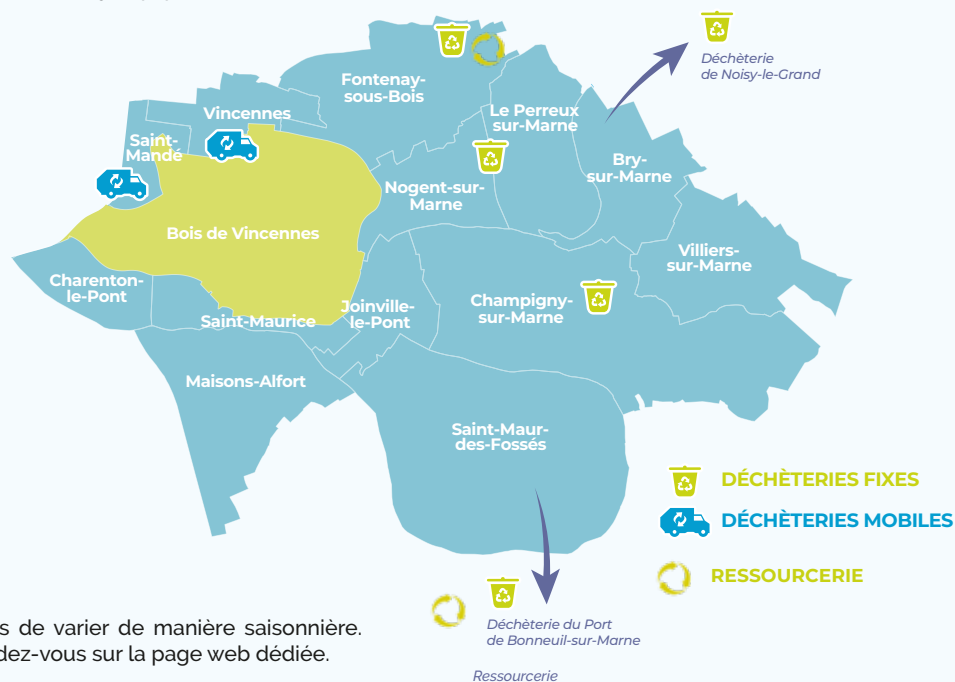 Déchèterie
de Noisy-le-Grand
Fontenay-
sous-Bois
Vincennes
Le Perreux
sur-Marne
Saint-
Mandé
Bry-
sur-Marne
Nogent-sur-
Marne
Bois de Vincennes
Villiers-
sur-Marne
Charenton-
le-Pont
Champigny-
sur-Marne
Joinville-
le-Pont
Saint-Maurice
Maisons-Alfort
Saint-Maur-
des-Fossés
DÉCHÈTERIES FIXES
DÉCHÈTERIES MOBILES
RESSOURCERIE
s de varier de manière saisonnière.
dez-vous sur la page web dédiée.
Déchèterie du Port
de Bonneuil-sur-Marne
Ressourcerie